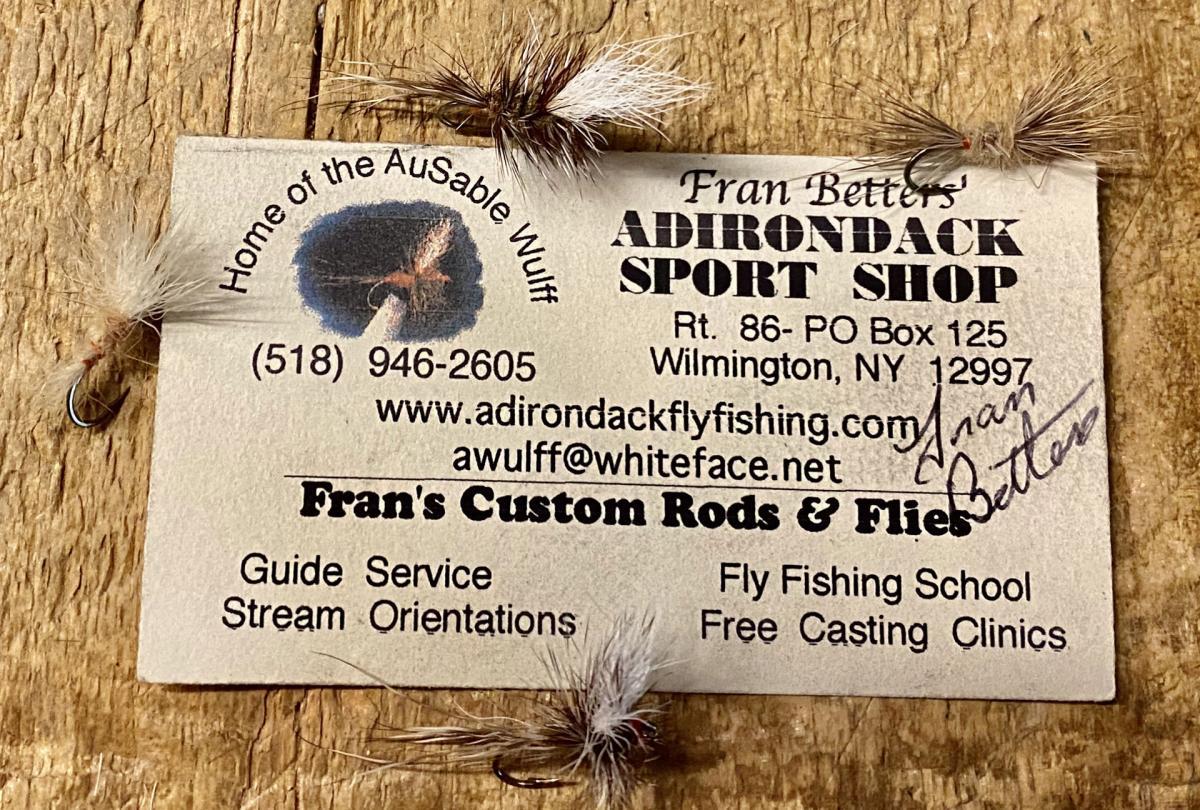 Home of the AuSable Wulff
(518) 946-2605
Fran Betters'
ADIRONDACK
SPORT SHOP
Rt. 86- PO Box 125
Wilmington, NY 12997
www.adirondackflyfishing.com
awulff@whiteface.net
Fran
Betters
Fran's Custom Rods & Flies
Guide Service
Stream Orientations
Fly Fishing School
Free Casting Clinics